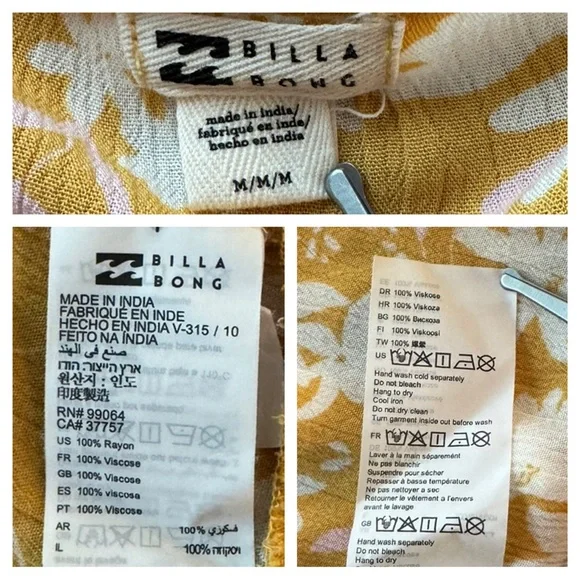 BILLA
BONG
made in india/
fabriqué en inde/
hecho en india
M/M/M
BILLA
BONG
MADE IN INDIA
FABRIQUÉ EN INDE
HECHO EN INDIA V-315 / 10
FEITO NA ÍNDIA
صنع في الهند
ארץ הייצור: הודו
원산지 : 인도
印度製造
RN# 99064
CA# 37757
US 100% Rayon
FR 100% Viscose
GB 100% Viscose
ES 100% viscosa
PT 100% Viscose
AR 100% فسكوزي
IL 100% ויסקוזה
DR 100% Viskose
HR 100% Viskoza
BG 100% Вискоза
FI 100% Viskoosi
TW 100% 嫘縈
US
Hand wash cold separately
Do not bleach
Hang to dry
Cool iron
Do not dry clean
Turn garment inside out before wash
FR
Laver à la main séparément
Ne pas blanchir
Suspendre pour sécher
Repasser à basse température
Ne pas nettoyer a sec
Retourner le vêtement à l'envers
avant le lavage
GB
Hand wash separately
Do not bleach
Hang to dry